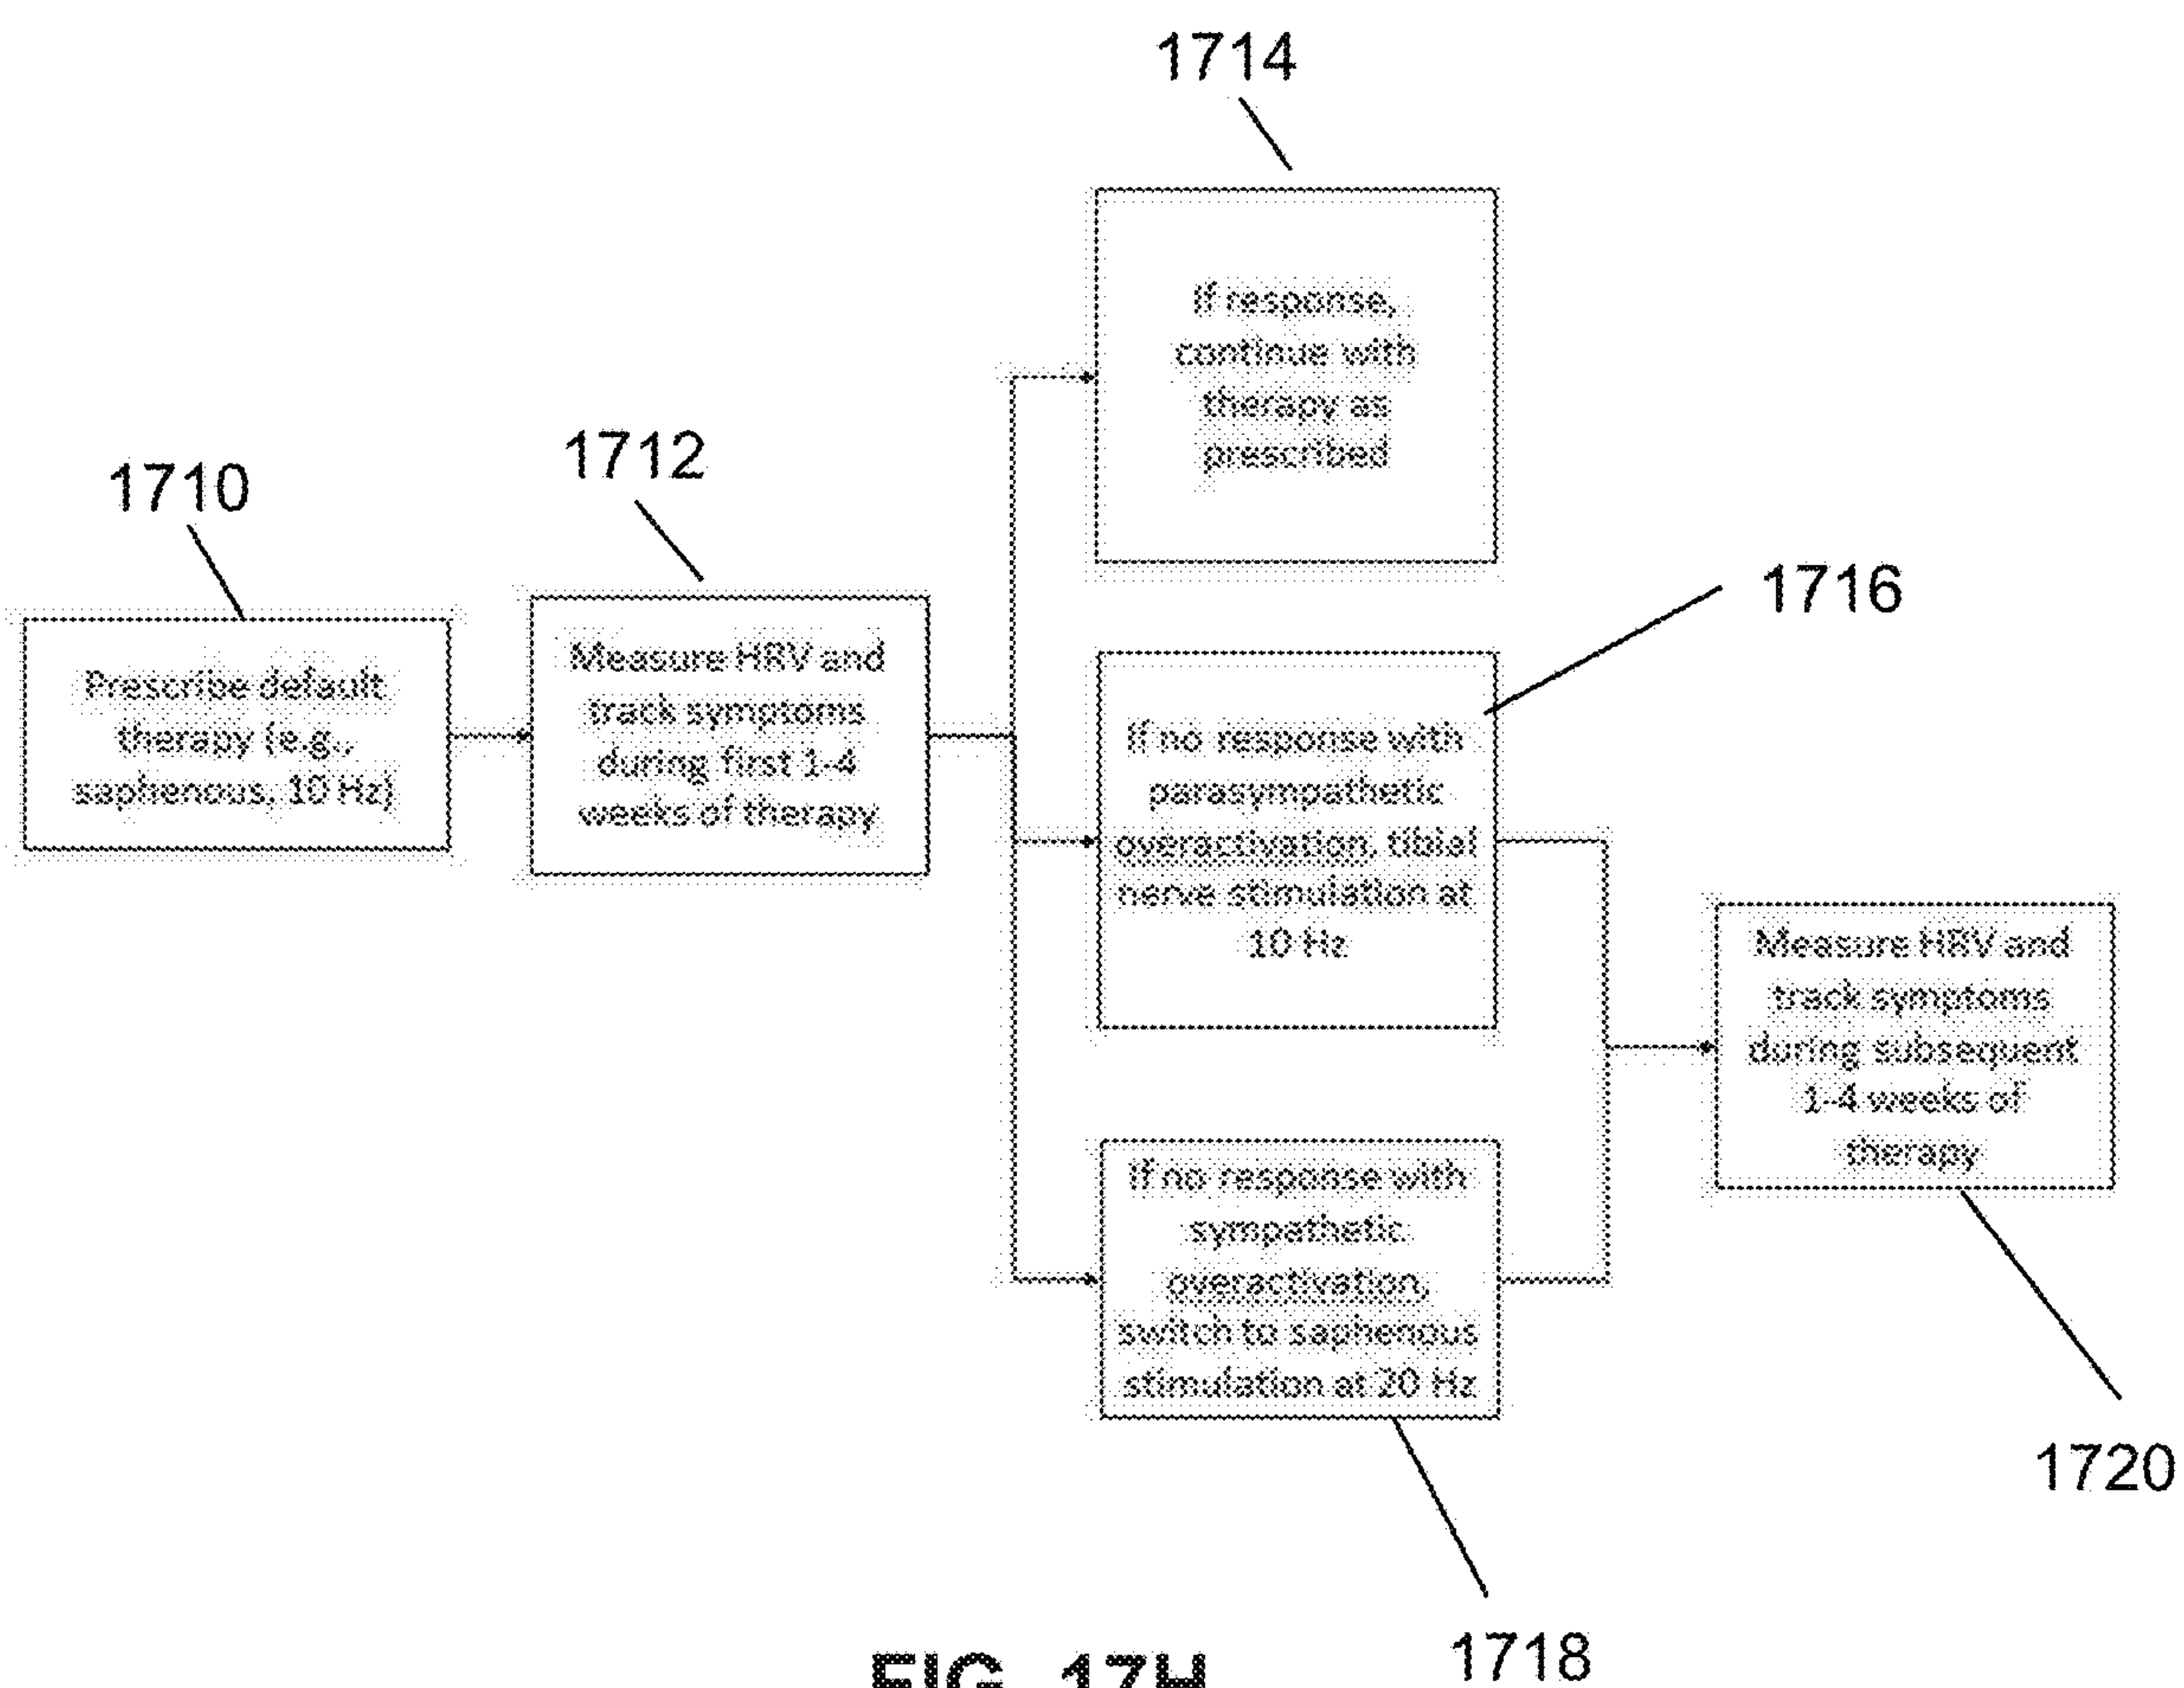 1714
If response,
continue with
therapy as
prescribed
1710
Prescribe default
therapy (e.g.,
saphenous, 10 Hz)
1712
Measure HRV and
track symptoms
during first 1-4
weeks of therapy
1716
If no response with
parasympathetic
overactivation, tibial
nerve stimulation at
10 Hz
If no response with
sympathetic
overactivation,
switch to saphenous
stimulation at 20 Hz
1718
Measure HRV and
track symptoms
during subsequent
1-4 weeks of
therapy
1720
FIG. 17H